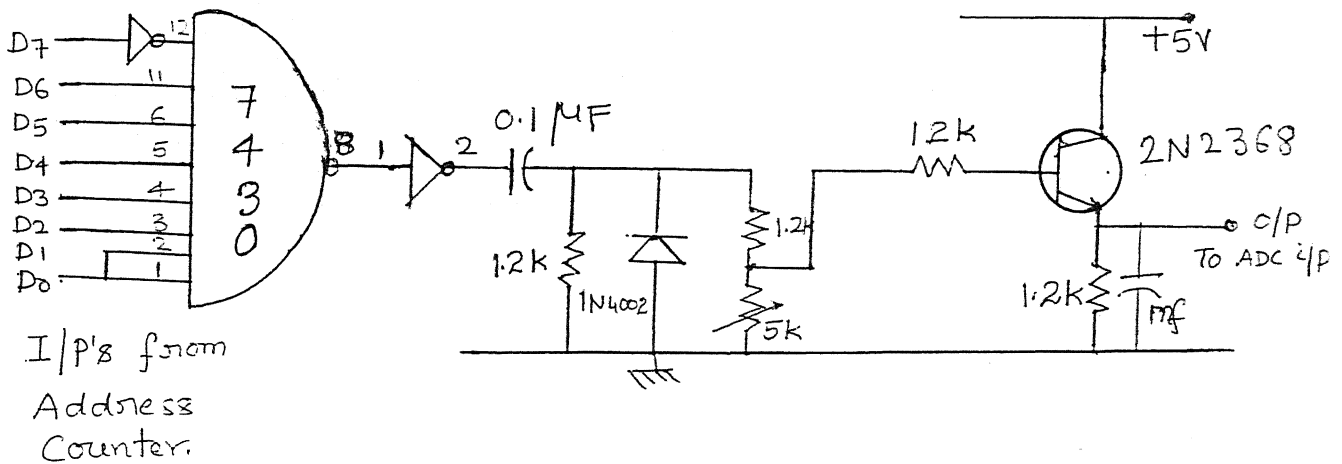 D7
12
D6
11
D5
6
D4
5
D3
4
D2
3
D1
2
D0
1
7
4
3
0
8
1
2
0.1 µF
1.2K
1N4002
1.2k
5K
1.2K
+5V
2N2368
O/P
To ADC i/p
1.2K
mf
I/P's from
Address
Counter.